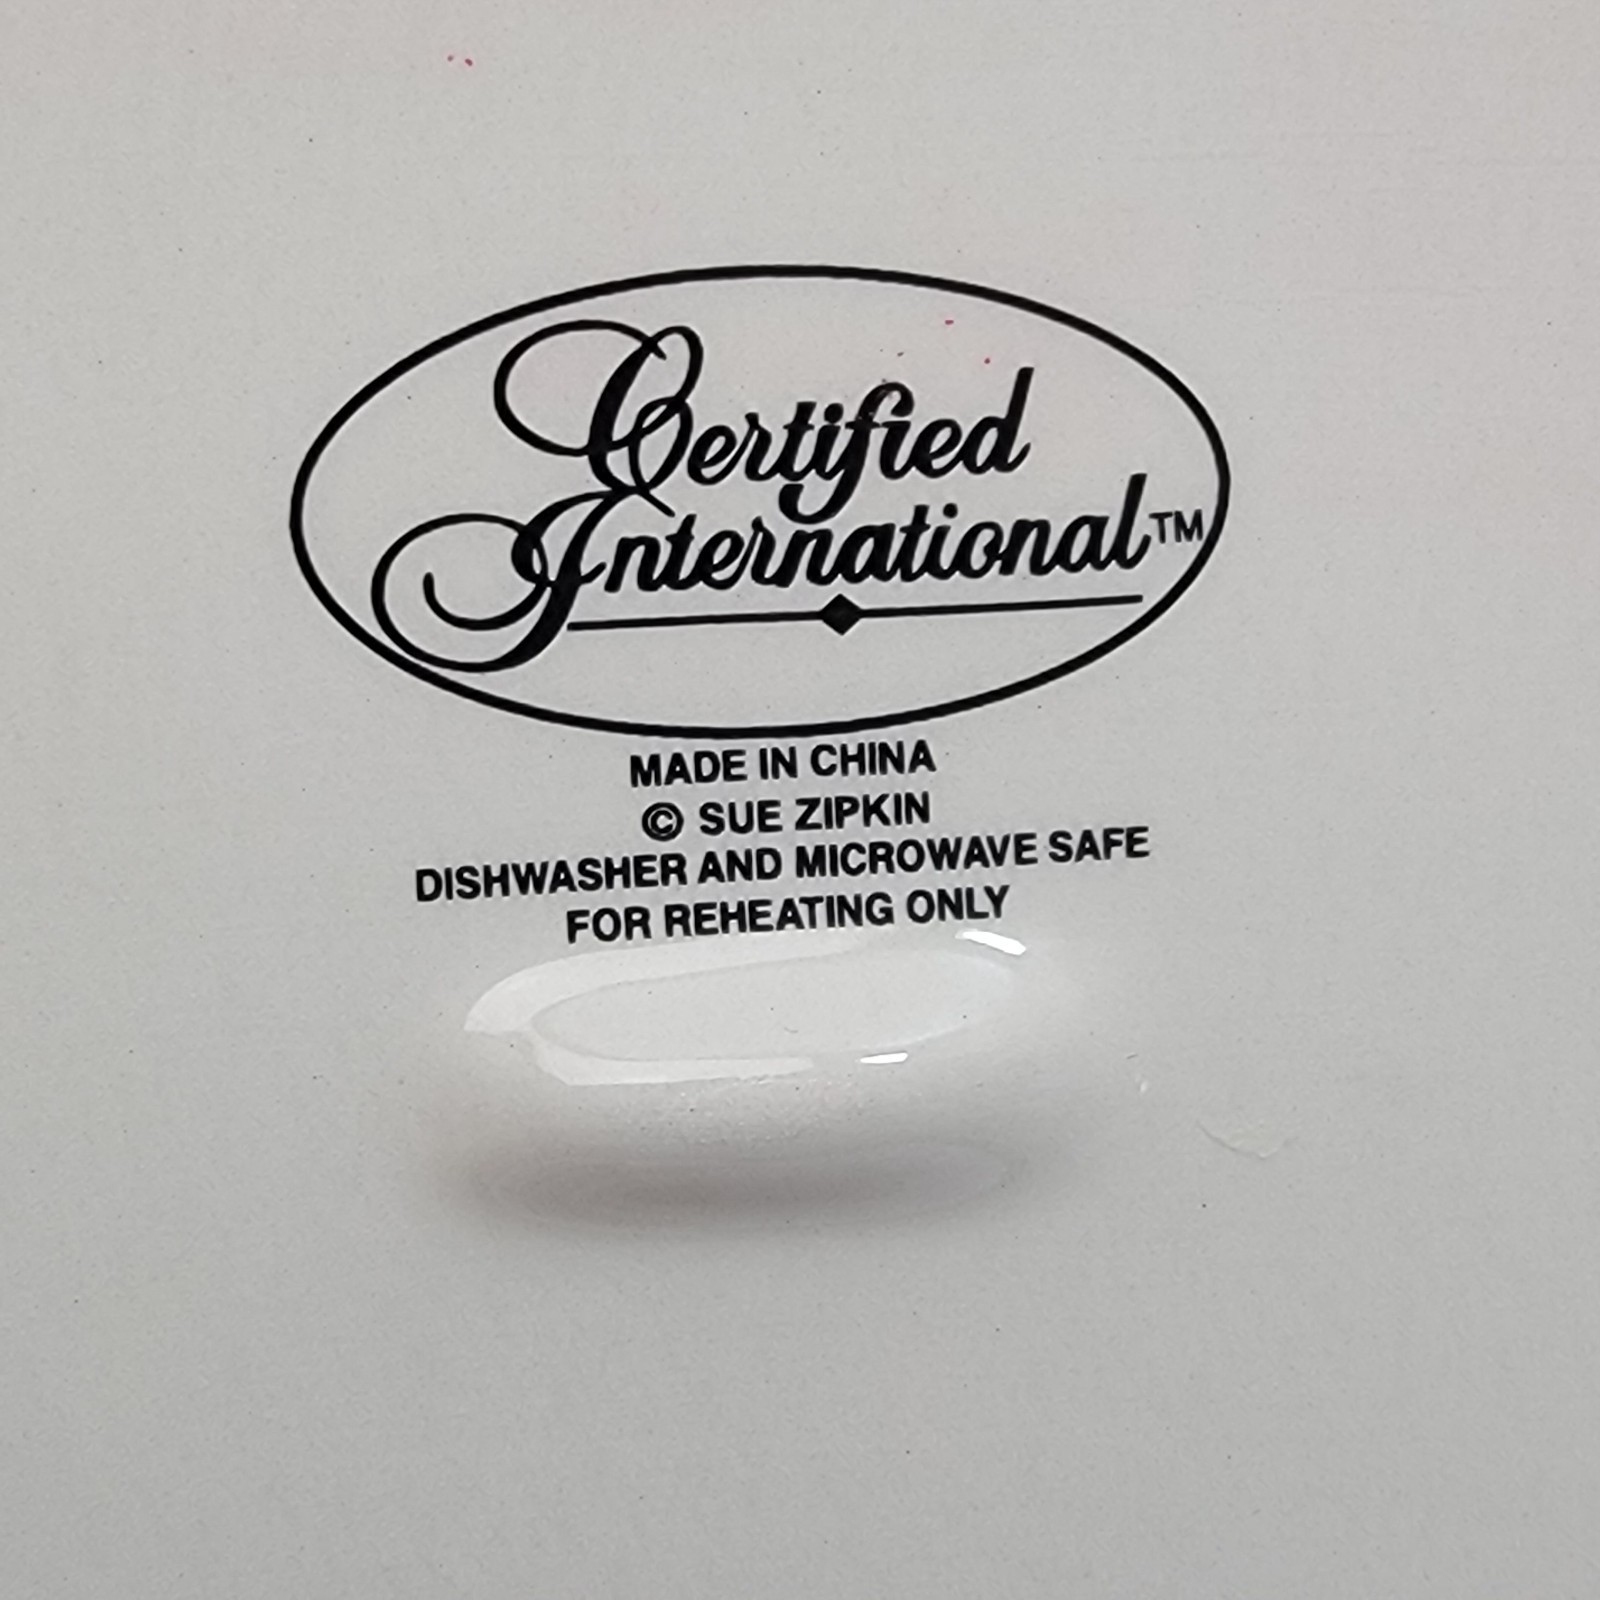 Certified
International™
MADE IN CHINA
© SUE ZIPKIN
DISHWASHER AND MICROWAVE SAFE
FOR REHEATING ONLY